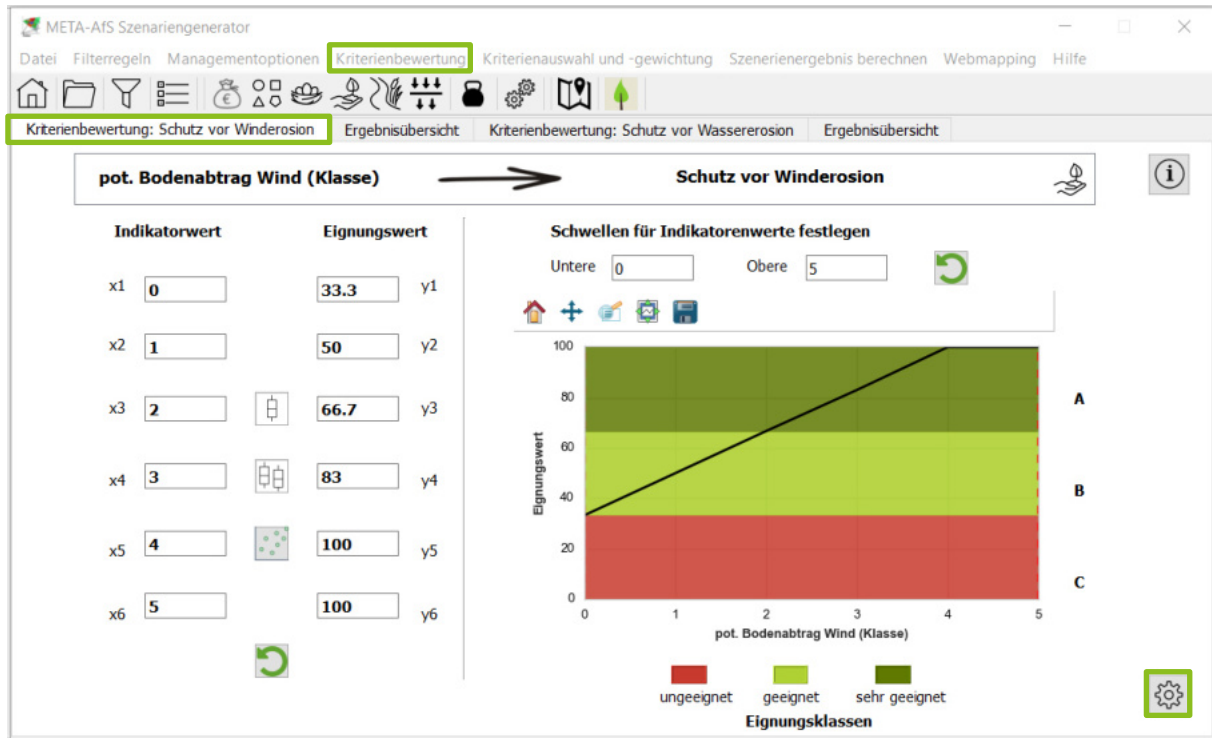 META-AfS Szenariengenerator
Datei Filterregeln Managementoptionen Kriterienbewertung Kriterienauswahl und -gewichtung Szenerienergebnis berechnen Webmapping Hilfe
Kriterienbewertung: Schutz vor Winderosion Ergebnisübersicht Kriterienbewertung: Schutz vor Wassererosion Ergebnisübersicht
pot. Bodenabtrag Wind (Klasse) Schutz vor Winderosion
i
Indikatorwert Eignungswert
x1 0 33.3 y1
x2 1 50 y2
x3 2 66.7 y3
x4 3 83 y4
x5 4 100 y5
x6 5 100 y6
Schwellen für Indikatorenwerte festlegen
Untere 0 Obere 5
100
80
60
40
20
0
Eignungswert
A
B
C
0 1 2 3 4 5
pot. Bodenabtrag Wind (Klasse)
ungeeignet geeignet sehr geeignet
Eignungsklassen